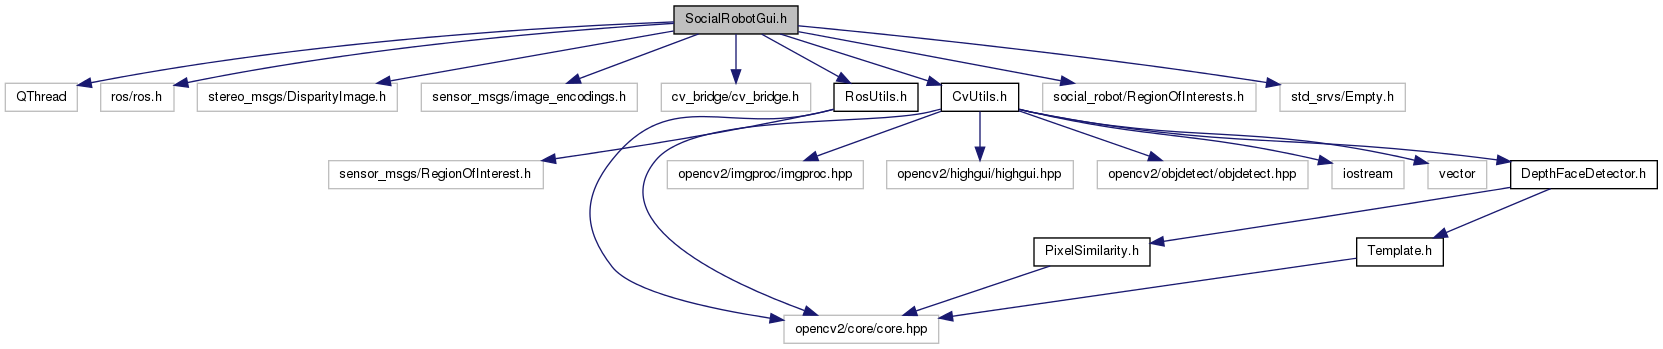 SocialRobotGui.h
QThread
ros/ros.h
stereo_msgs/DisparityImage.h
sensor_msgs/image_encodings.h
cv_bridge/cv_bridge.h
RosUtils.h
CvUtils.h
social_robot/RegionOfInterests.h
std_srvs/Empty.h
sensor_msgs/RegionOfInterest.h
opencv2/imgproc/imgproc.hpp
opencv2/highgui/highgui.hpp
opencv2/objdetect/objdetect.hpp
iostream
vector
DepthFaceDetector.h
PixelSimilarity.h
Template.h
opencv2/core/core.hpp